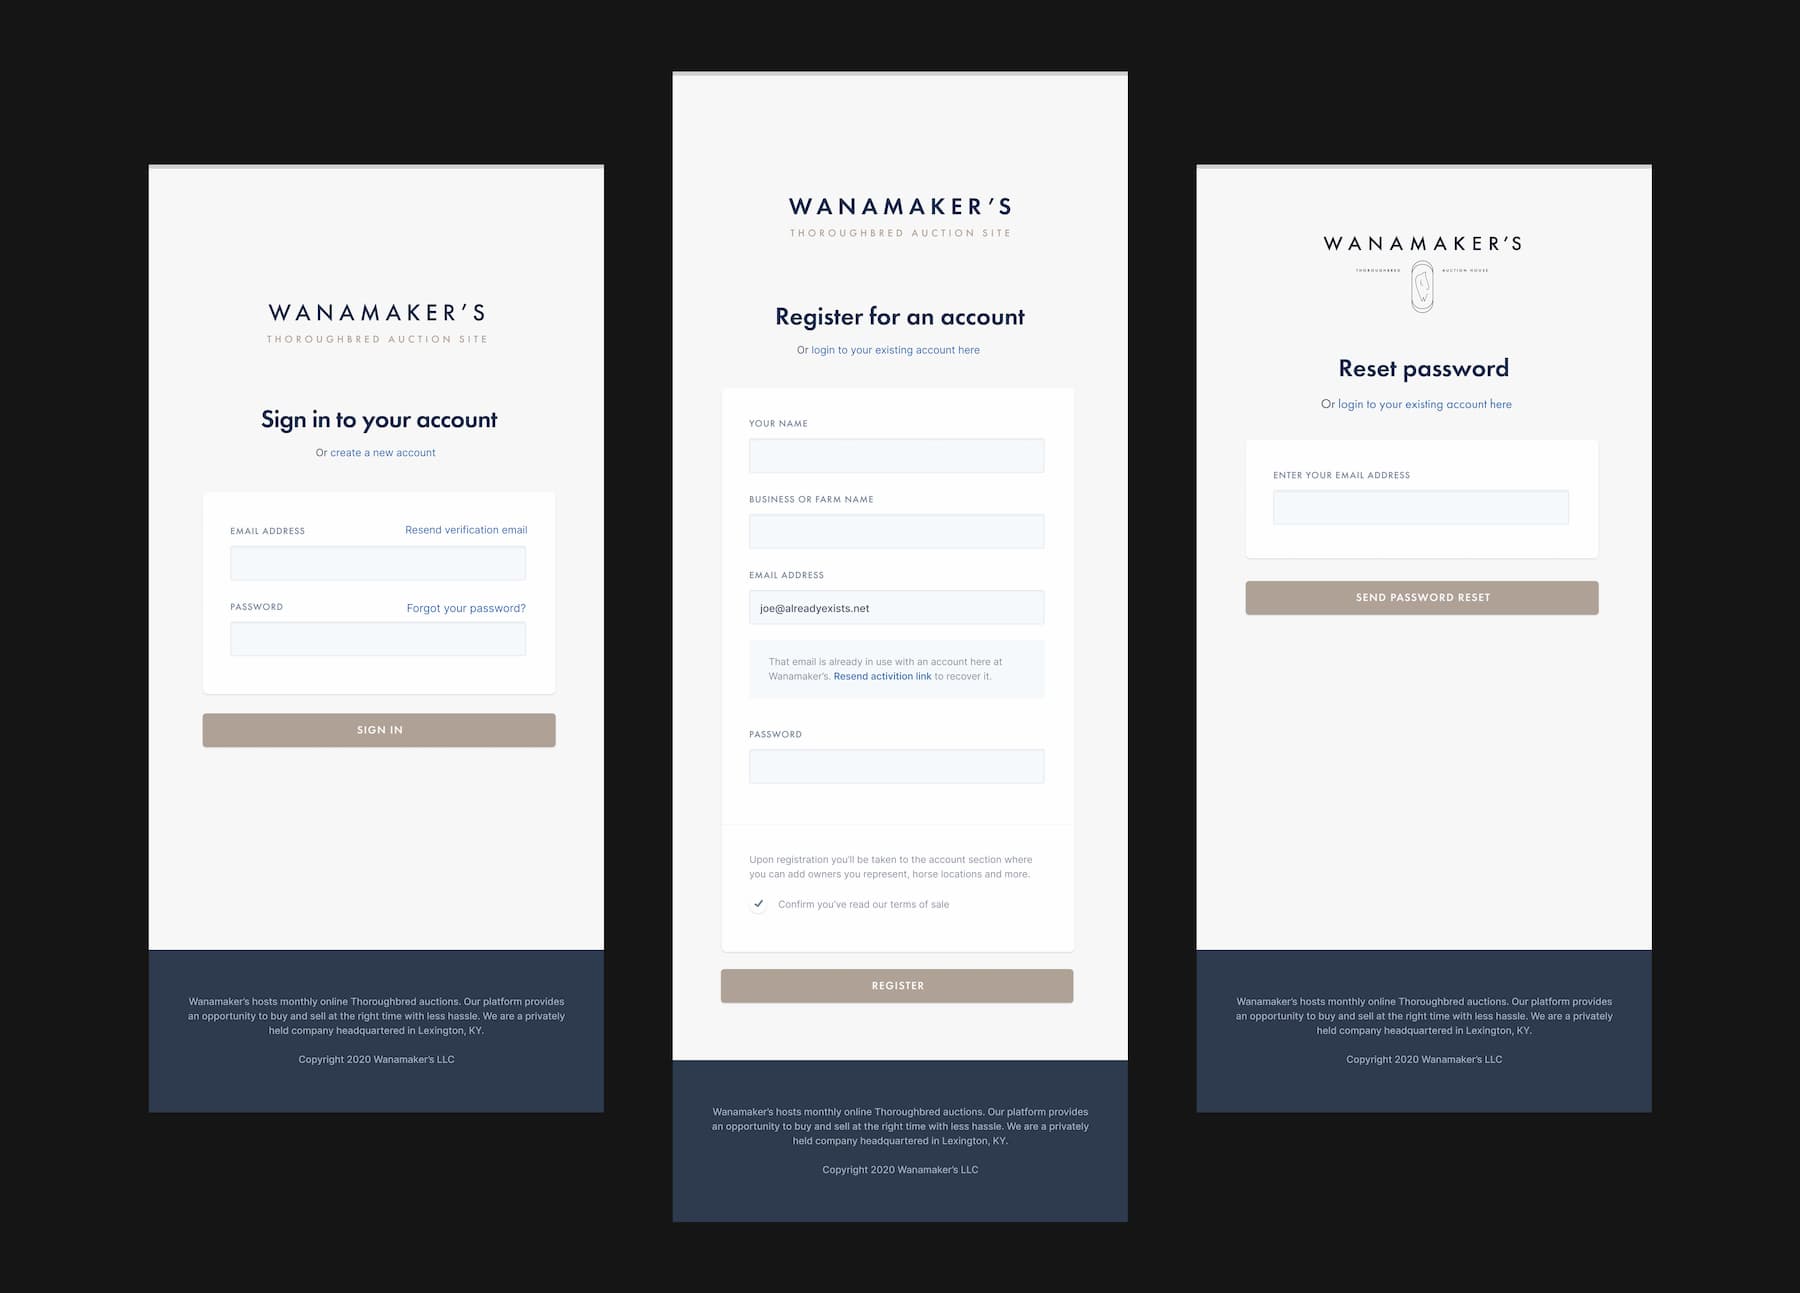 WANAMAKER'S
THOROUGHBRED AUCTION SITE
Sign in to your account
Or create a new account
EMAIL ADDRESS
Resend verification email
PASSWORD
Forgot your password?
SIGN IN
Wanamaker's hosts monthly online Thoroughbred auctions. Our platform provides
an opportunity to buy and sell at the right time with less hassle. We are a privately
held company headquartered in Lexington, KY.
Copyright 2020 Wanamaker's LLC
WANAMAKER'S
THOROUGHBRED AUCTION SITE
Register for an account
Or login to your existing account here
YOUR NAME
BUSINESS OR FARM NAME
EMAIL ADDRESS
joe@alreadyexists.net
That email is already in use with an account here at
Wanamaker's. Resend activition link to recover it.
PASSWORD
Upon registration you'll be taken to the account section where
you can add owners you represent, horse locations and more.
Confirm you've read our terms of sale
REGISTER
Wanamaker's hosts monthly online Thoroughbred auctions. Our platform provides
an opportunity to buy and sell at the right time with less hassle. We are a privately
held company headquartered in Lexington, KY.
Copyright 2020 Wanamaker's LLC
WANAMAKER'S
THOROUGHBRED AUCTION HOUSE
Reset password
Or login to your existing account here
ENTER YOUR EMAIL ADDRESS
SEND PASSWORD RESET
Wanamaker's hosts monthly online Thoroughbred auctions. Our platform provides
an opportunity to buy and sell at the right time with less hassle. We are a privately
held company headquartered in Lexington, KY.
Copyright 2020 Wanamaker's LLC